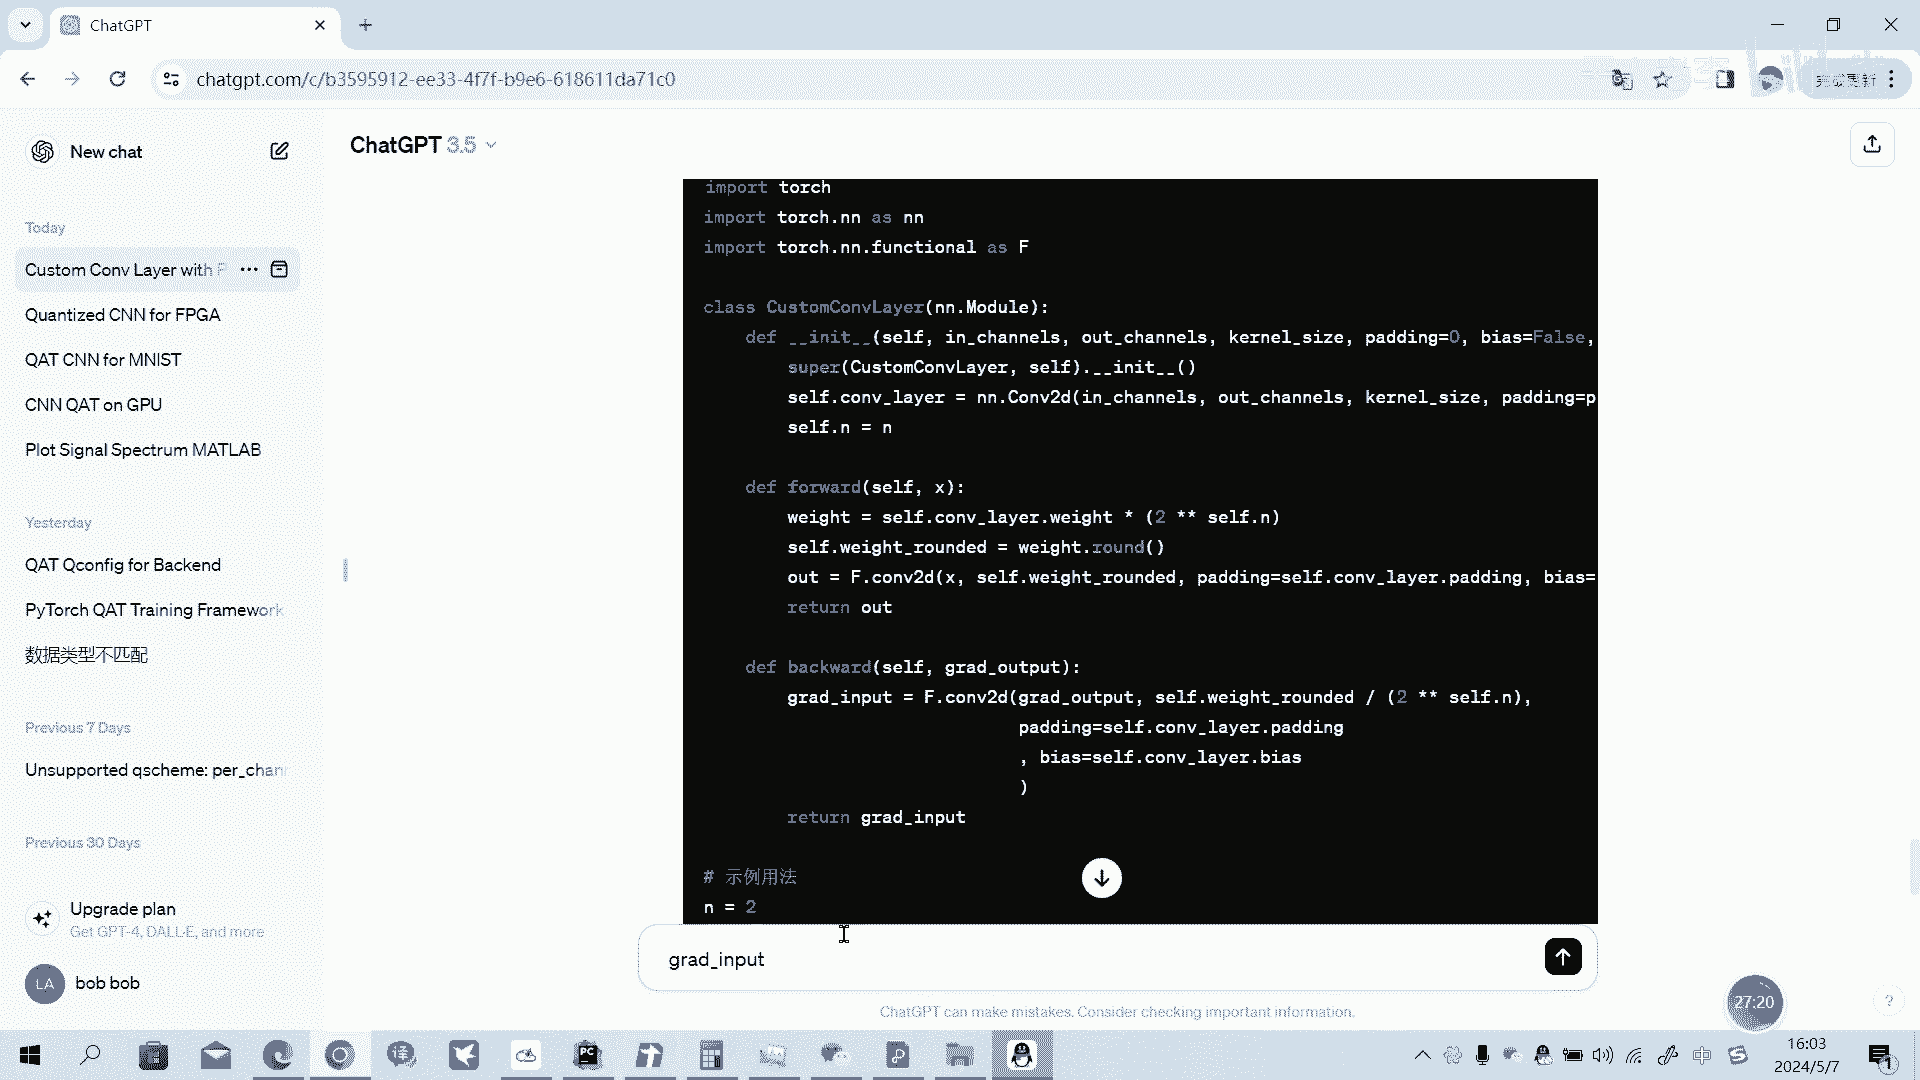 ChatGPT
chatgpt.com/c/b3595912-ee33-4f7f-b9e6-618611da71c0
完成更新
New chat
ChatGPT 3.5
Today
Custom Conv Layer with
Quantized CNN for FPGA
QAT CNN for MNIST
CNN QAT on GPU
Plot Signal Spectrum MATLAB
Yesterday
QAT Qconfig for Backend
PyTorch QAT Training Framework
数据类型不匹配
Previous 7 Days
Unsupported qscheme: per_chan
Previous 30 Days
Upgrade plan
Get GPT-4, DALL·E, and more
LA
bob bob
import torch
import torch.nn as nn
import torch.nn.functional as F
class CustomConvLayer(nn.Module):
def __init__(self, in_channels, out_channels, kernel_size, padding=0, bias=False,
super(CustomConvLayer, self).__init__()
self.conv_layer = nn.Conv2d(in_channels, out_channels, kernel_size, padding=p
self.n = n
def forward(self, x):
weight = self.conv_layer.weight * (2 ** self.n)
self.weight_rounded = weight.round()
out = F.conv2d(x, self.weight_rounded, padding=self.conv_layer.padding, bias=
return out
def backward(self, grad_output):
grad_input = F.conv2d(grad_output, self.weight_rounded / (2 ** self.n),
padding=self.conv_layer.padding
, bias=self.conv_layer.bias
)
return grad_input
# 示例用法
n = 2
grad_input
ChatGPT can make mistakes. Consider checking important information.
27:20
?
译
PC
中
16:03
2024/5/7
1